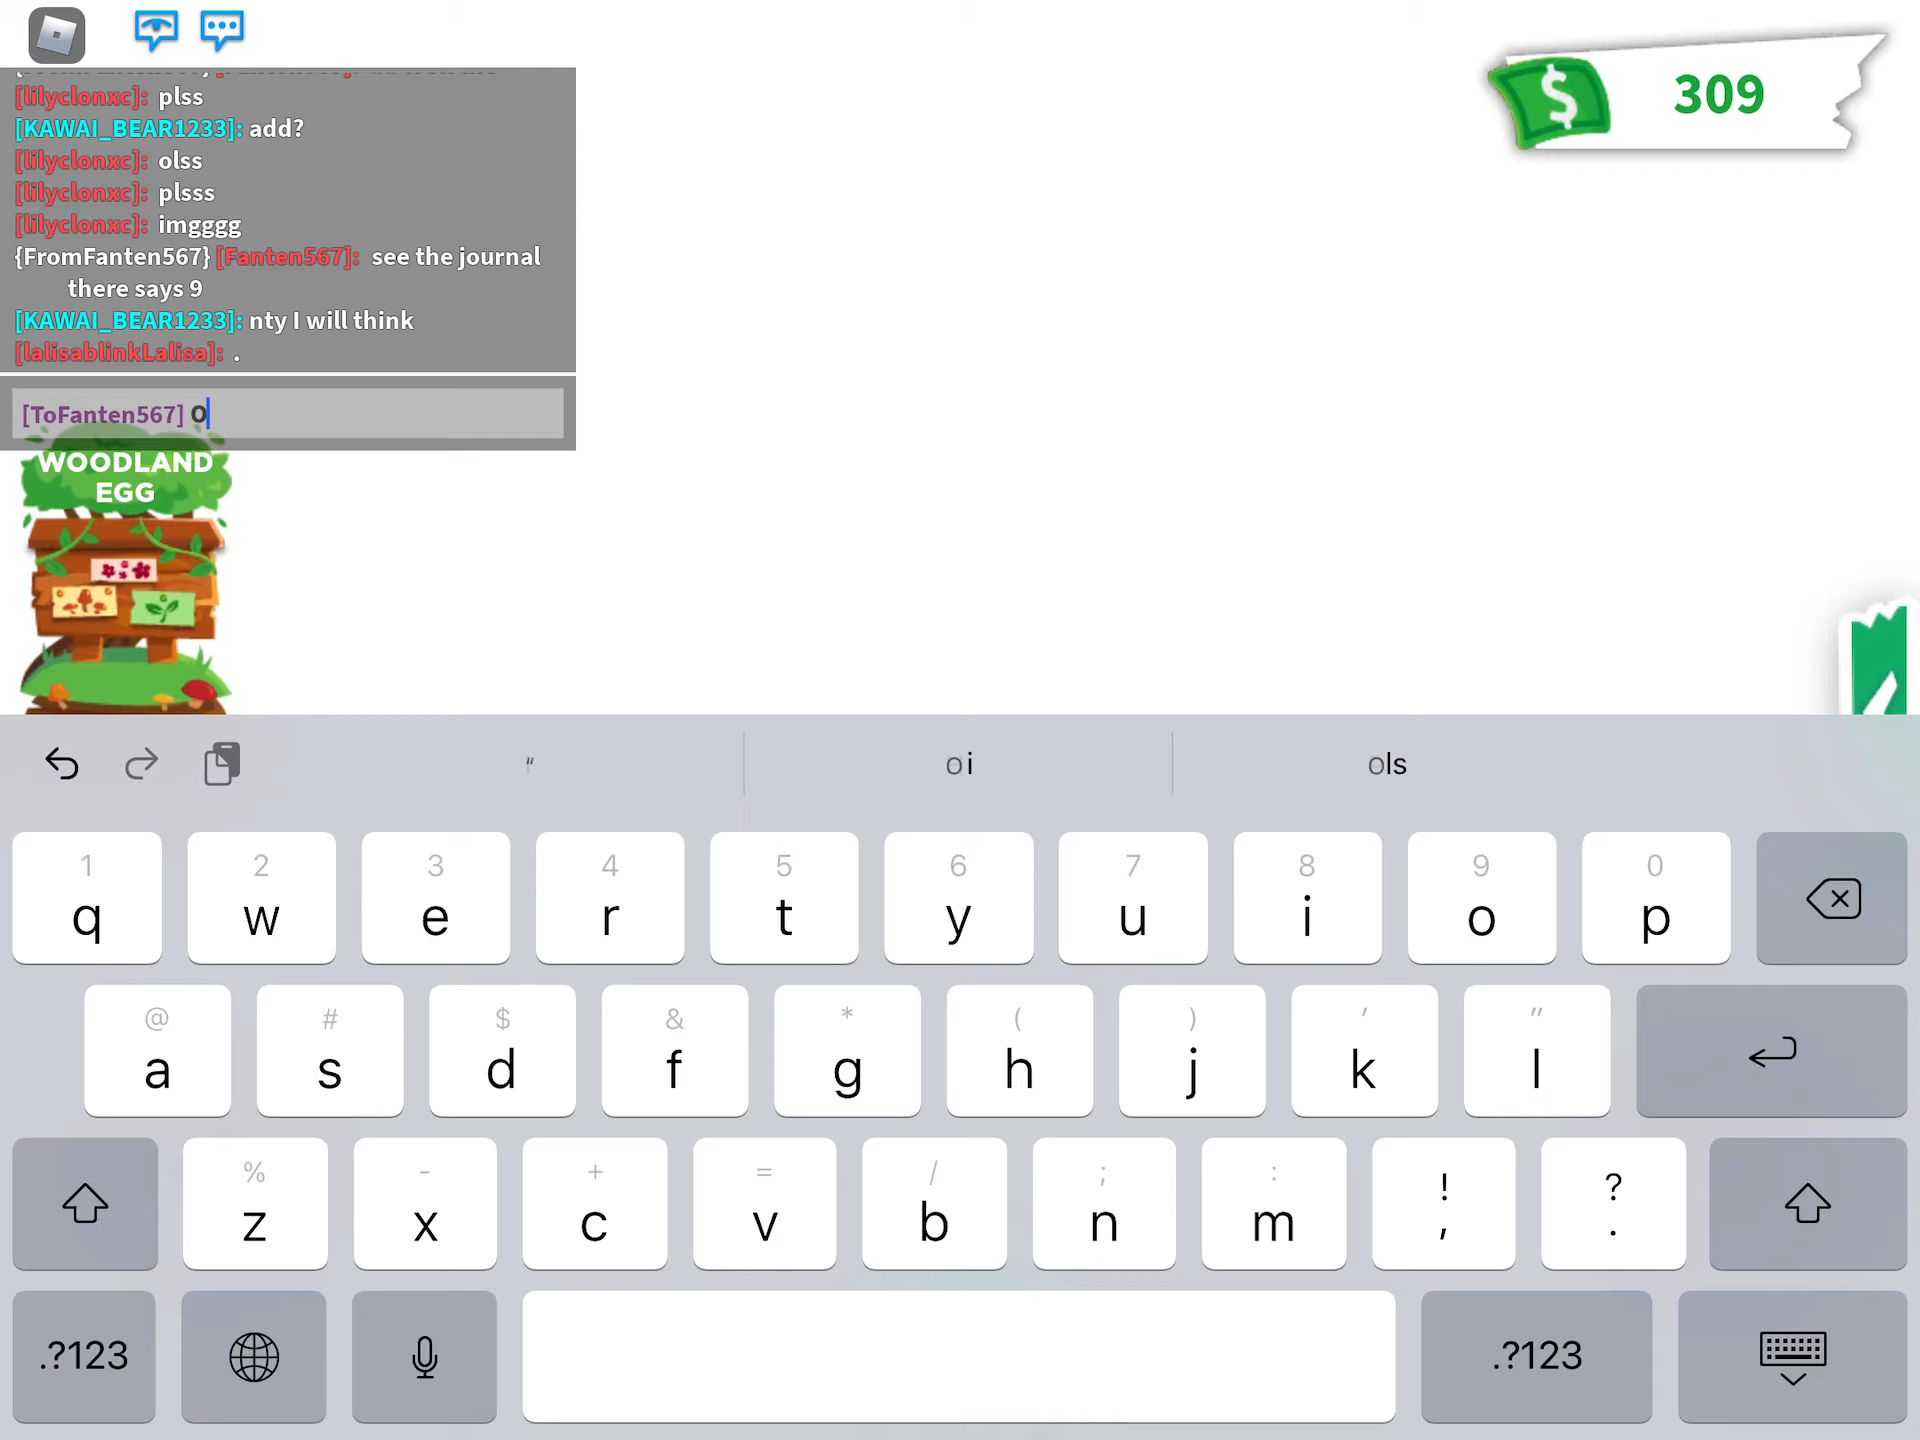 309
[lilyclonxc]: plss
[KAWAI_BEAR1233]: add?
[lilyclonxc]: olss
[lilyclonxc]: plsss
[lilyclonxc]: imgggg
{FromFanten567} [Fanten567]: see the journal
there says 9
[KAWAI_BEAR1233]: nty I will think
[lalisablinkLalisa]: .
[ToFanten567] O
WOODLAND
EGG
“ oi ols
1 2 3 4 5 6 7 8 9 0
q w e r t y u i o p
@ # $ & * ( ) ' "
a s d f g h j k l
% - + = / ; : ! ?
z x c v b n m , .
.?123 .?123